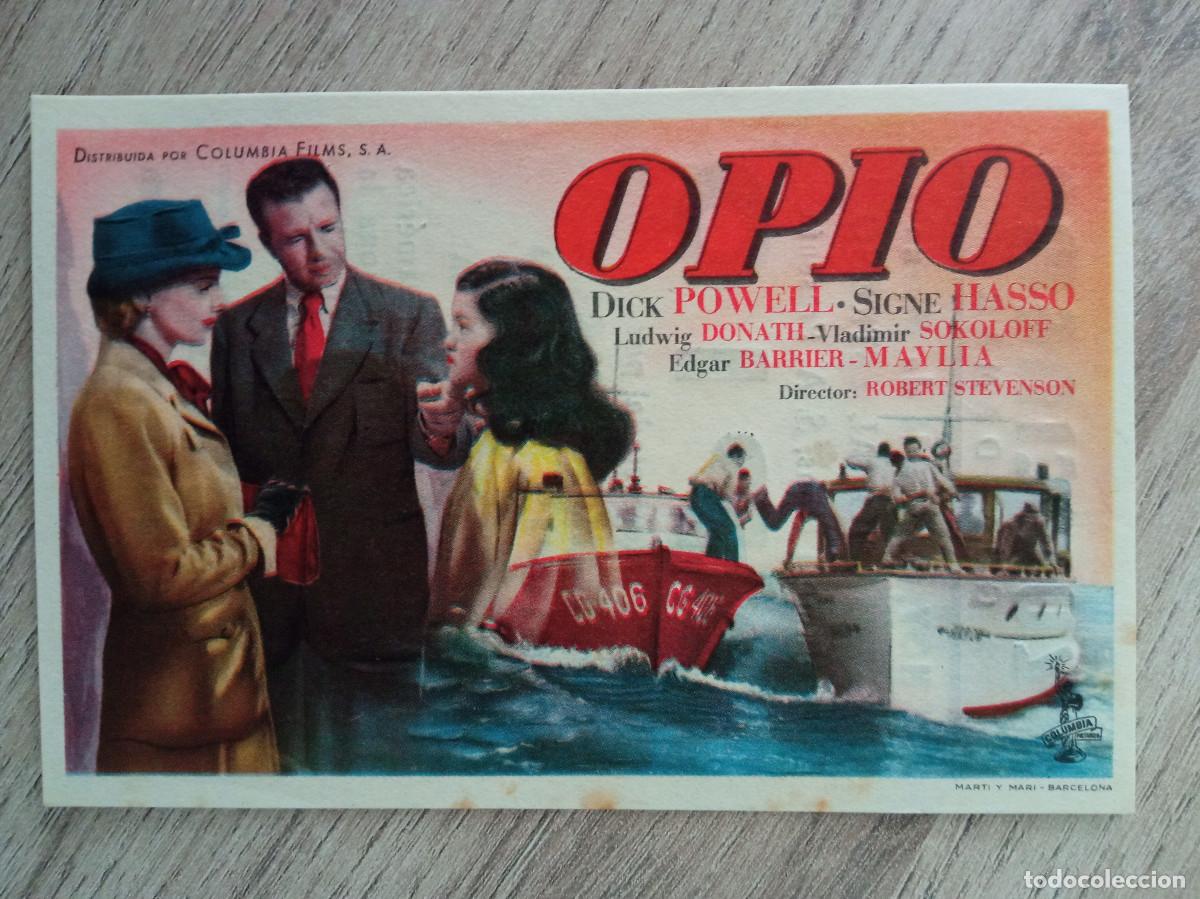 DISTRIBUIDA POR COLUMBIA FILMS, S. A.
OPIO
DICK POWELL · SIGNE HASSO
Ludwig DONATH - Vladimir SOKOLOFF
Edgar BARRIER - MAYLIA
Director: ROBERT STEVENSON
CG 406 CG 406
COLUMBIA
PICTURES
MARTI Y MARI - BARCELONA
todocoleccion